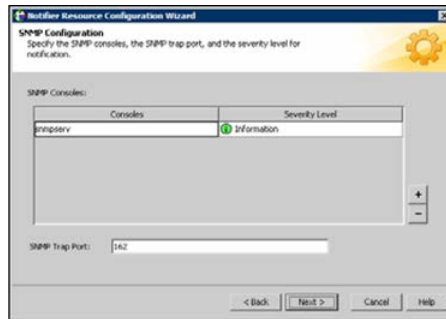 Notifier Resource Configuration Wizard
SNMP Configuration
Specify the SNMP consoles, the SNMP trap port, and the severity level for
notification.
SNMP Consoles:
Consoles
Severity Level
snmpserv
Information
+
-
SNMP Trap Port:
162
< Back
Next >
Cancel
Help